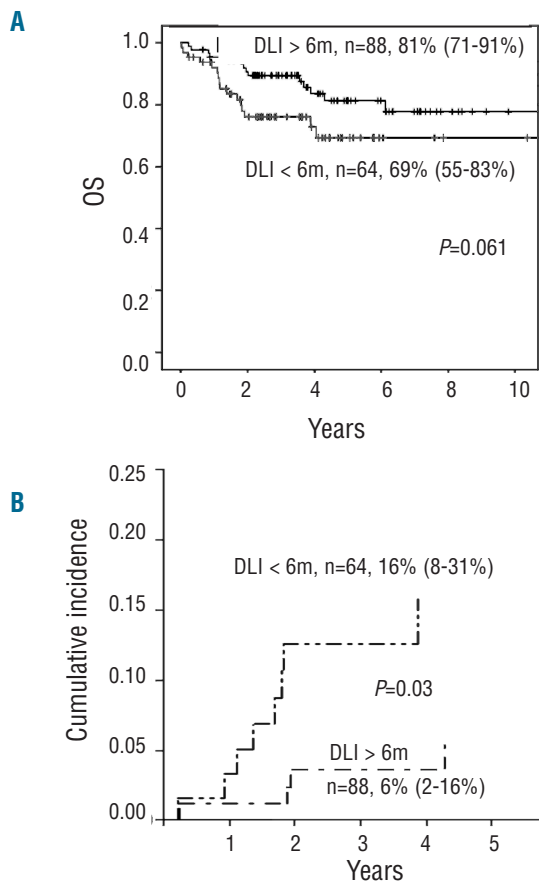 A
1.0
0.8
0.6
0.4
0.2
0.0
OS
DLI > 6m, n=88, 81% (71-91%)
DLI < 6m, n=64, 69% (55-83%)
P=0.061
0 2 4 6 8 10
Years
B
0.25
0.20
0.15
0.10
0.05
0.00
Cumulative incidence
DLI < 6m, n=64, 16% (8-31%)
P=0.03
DLI > 6m
n=88, 6% (2-16%)
1 2 3 4 5
Years